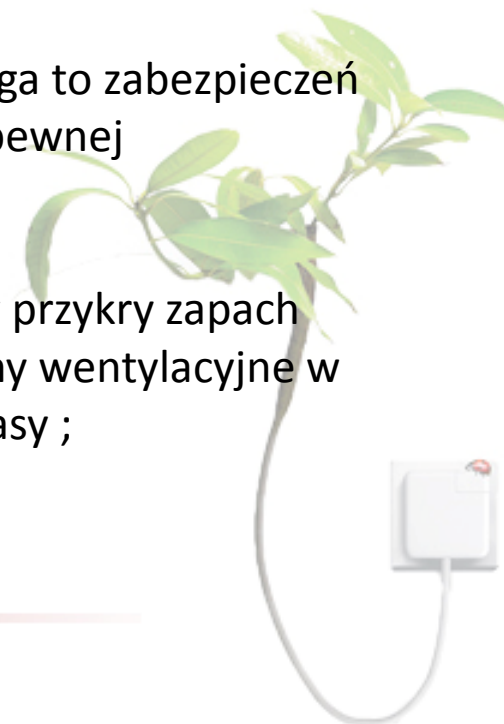 ga to zabezpieczeń
pewnej
przykry zapach
ny wentylacyjne w
asy ;